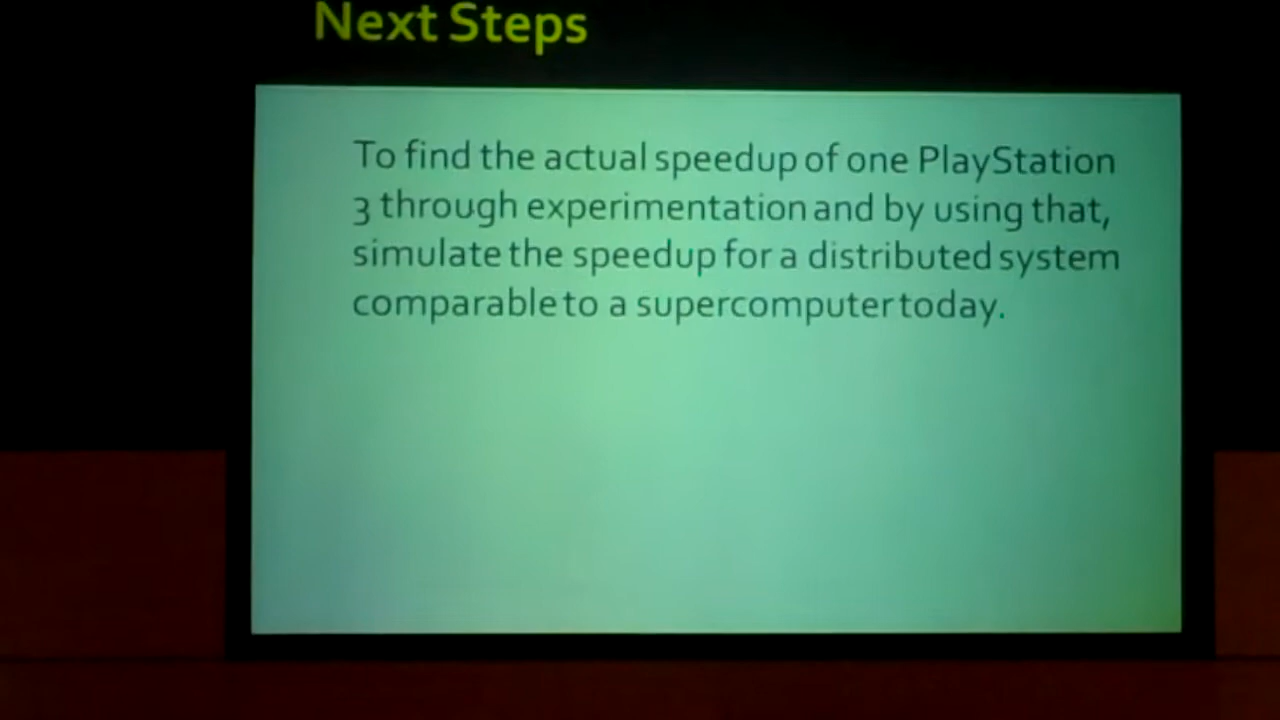 Next Steps
To find the actual speedup of one PlayStation
3 through experimentation and by using that,
simulate the speedup for a distributed system
comparable to a supercomputer today.